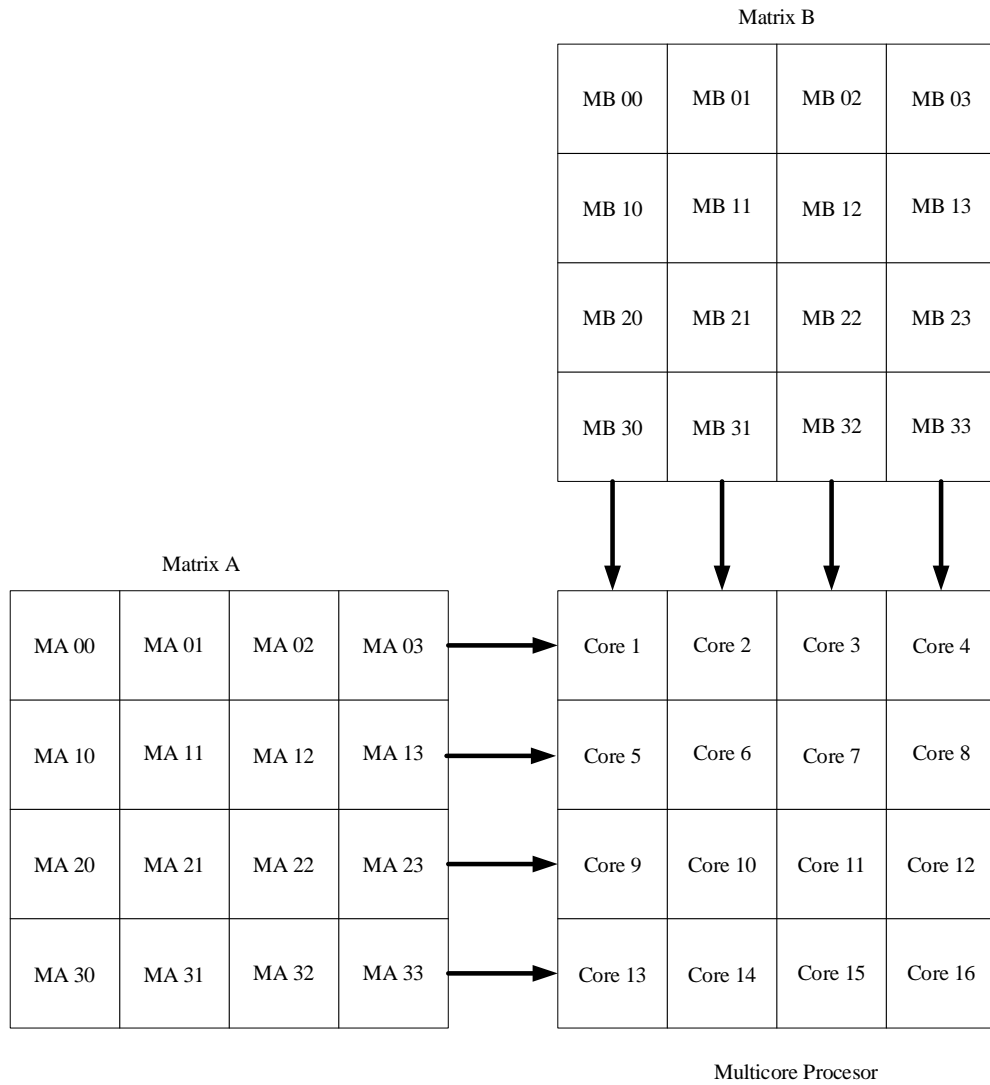 Matrix B
MB 00 MB 01 MB 02 MB 03
MB 10 MB 11 MB 12 MB 13
MB 20 MB 21 MB 22 MB 23
MB 30 MB 31 MB 32 MB 33
Matrix A
MA 00 MA 01 MA 02 MA 03 Core 1 Core 2 Core 3 Core 4
MA 10 MA 11 MA 12 MA 13 Core 5 Core 6 Core 7 Core 8
MA 20 MA 21 MA 22 MA 23 Core 9 Core 10 Core 11 Core 12
MA 30 MA 31 MA 32 MA 33 Core 13 Core 14 Core 15 Core 16
Multicore Procesor